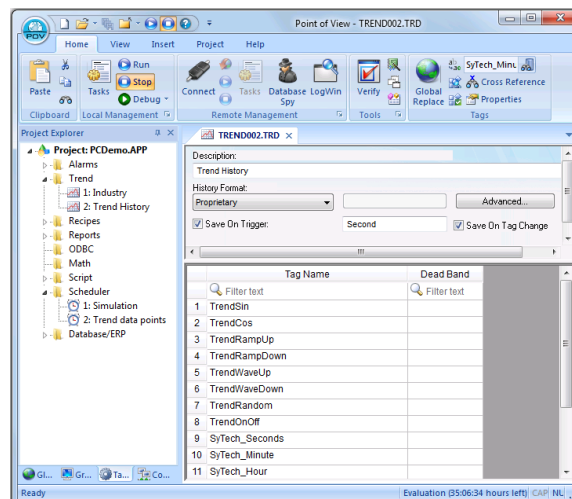 Point of View - TREND002.TRD
POV
Home View Insert Project Help
Paste
Clipboard
Tasks
Run
Stop
Debug
Local Management
Connect
Tasks
Database Spy
LogWin
Remote Management
Verify
Tools
Global Replace
SyTech_Minu
Cross Reference
Properties
Tags
Project Explorer
Project: PCDemo.APP
Alarms
Trend
1: Industry
2: Trend History
Recipes
Reports
ODBC
Math
Script
Scheduler
1: Simulation
2: Trend data points
Database/ERP
Gl... Gr... Ta... Co...
TREND002.TRD
Description:
Trend History
History Format:
Proprietary
Advanced...
Save On Trigger:
Second
Save On Tag Change
Tag Name Dead Band
Filter text Filter text
1 TrendSin
2 TrendCos
3 TrendRampUp
4 TrendRampDown
5 TrendWaveUp
6 TrendWaveDown
7 TrendRandom
8 TrendOnOff
9 SyTech_Seconds
10 SyTech_Minute
11 SyTech_Hour
Ready
Evaluation (35:06:34 hours left) CAP NU